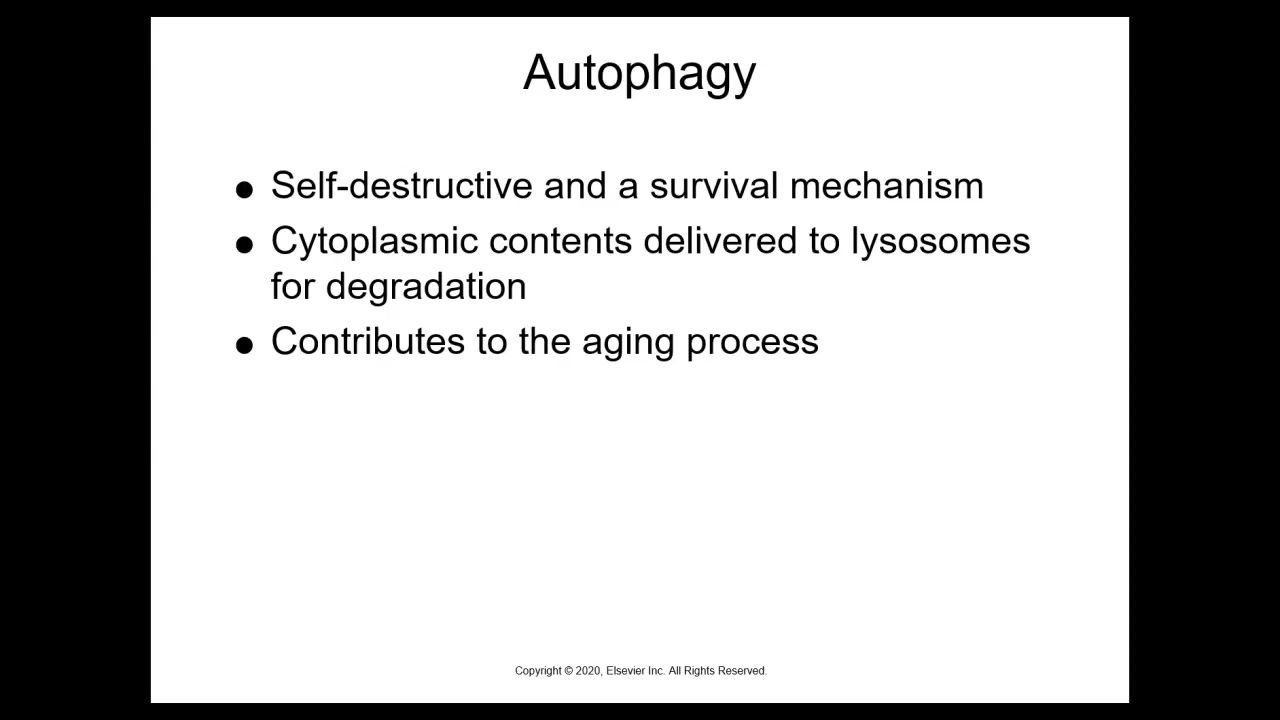 Autophagy
● Self-destructive and a survival mechanism
● Cytoplasmic contents delivered to lysosomes
for degradation
● Contributes to the aging process
Copyright © 2020, Elsevier Inc. All Rights Reserved.